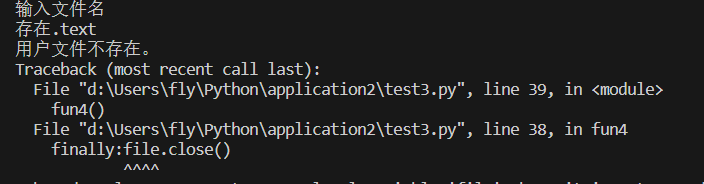 输入文件名
存在.text
用户文件不存在。
Traceback (most recent call last):
  File "d:\Users\fly\Python\application2\test3.py", line 39, in <module>
    fun4()
  File "d:\Users\fly\Python\application2\test3.py", line 38, in fun4
    finally:file.close()
            ^^^^